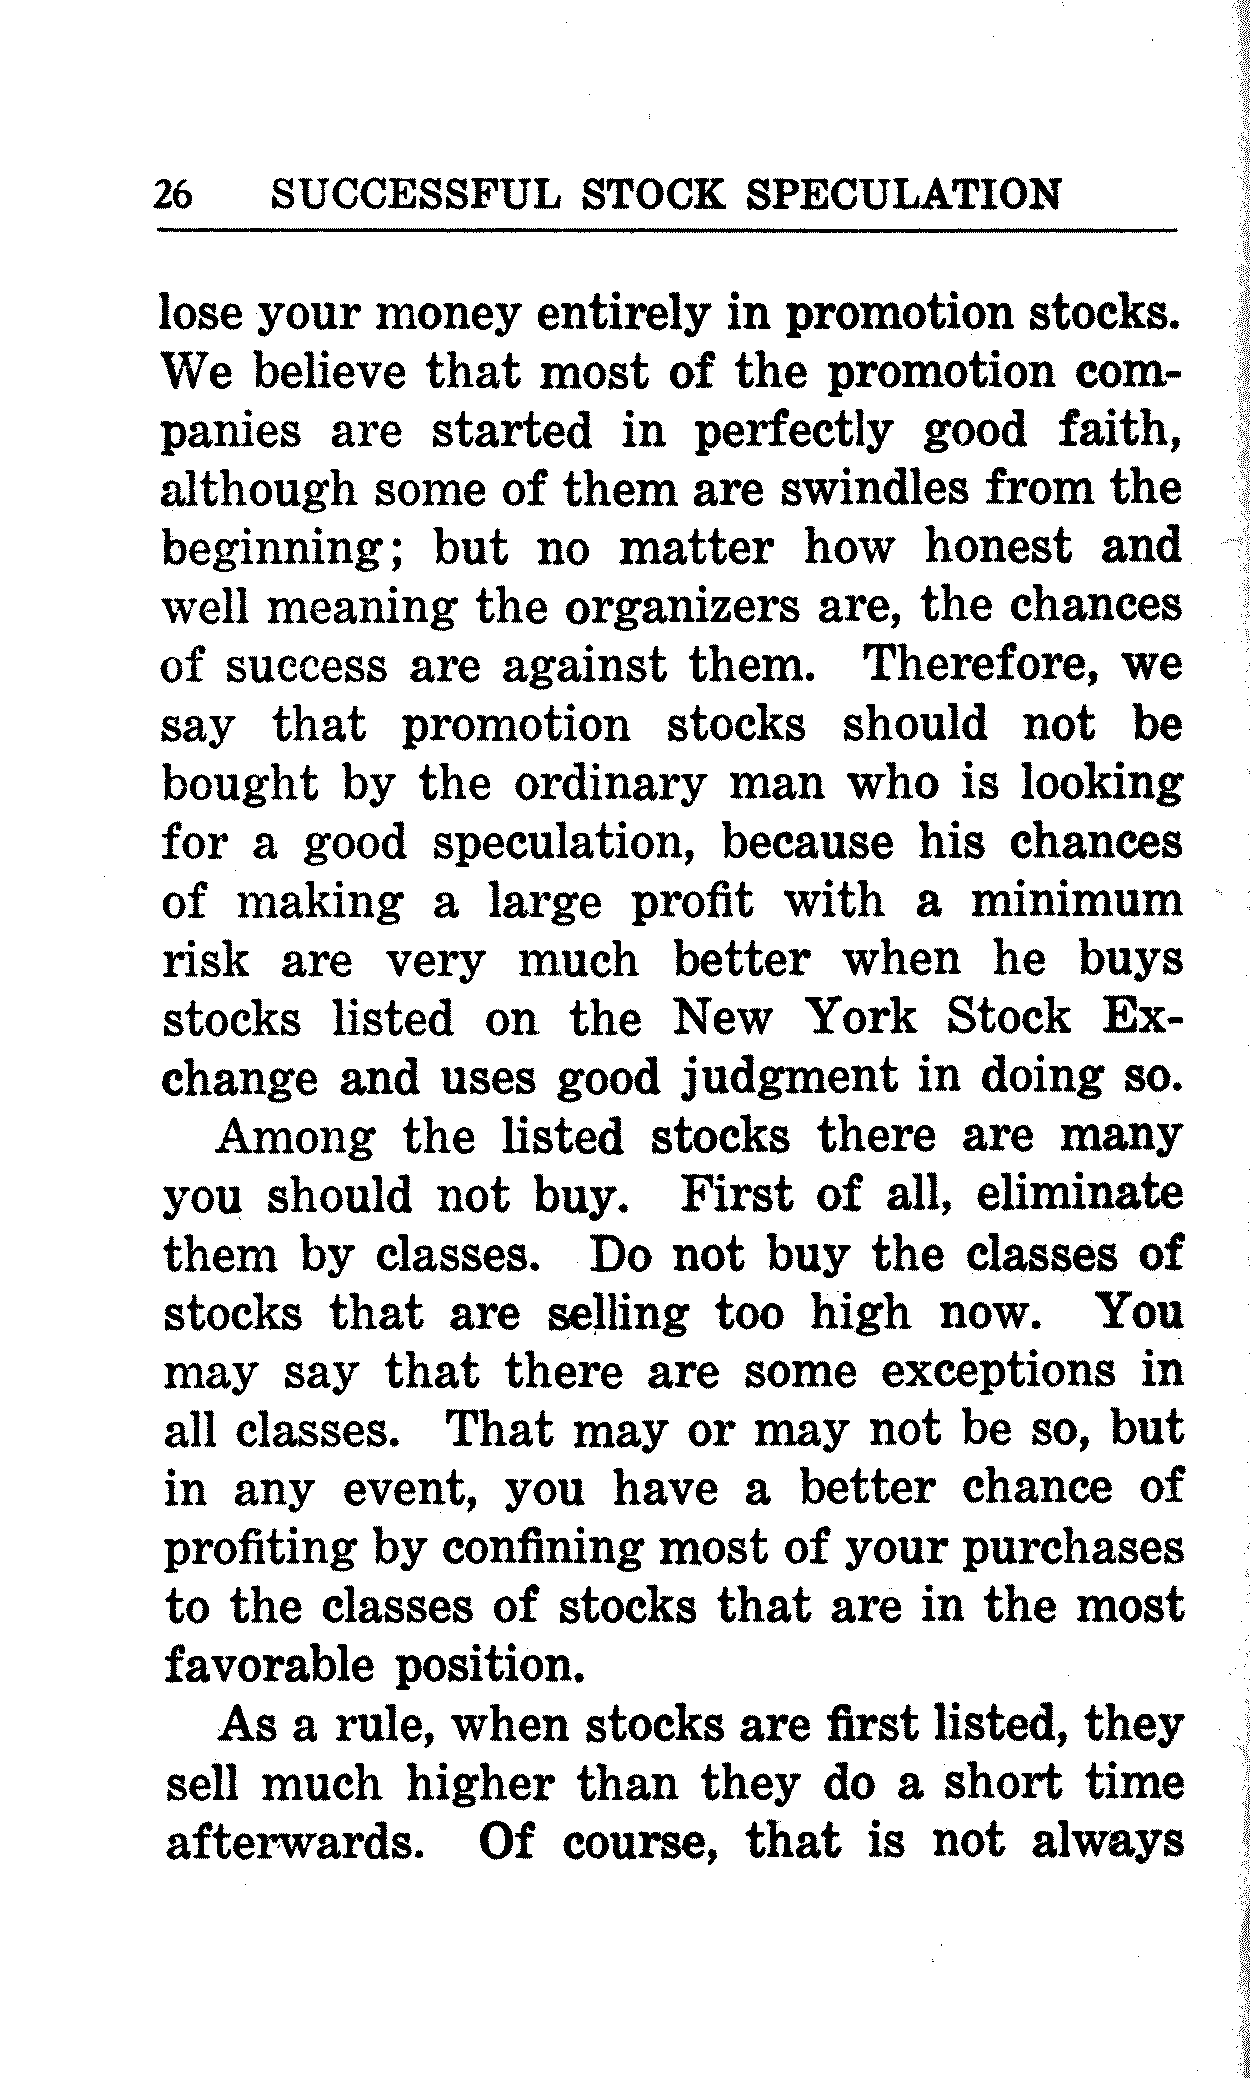 26 SUCCESSFUL STOCK SPECULATION
lose your money entirely in promotion stocks.
We believe that most of the promotion com-
panies are started in perfectly good faith,
although some of them are swindles from the
beginning; but no matter how honest and
well meaning the organizers are, the chances
of success are against them. Therefore, we
say that promotion stocks should not be
bought by the ordinary man who is looking
for a good speculation, because his chances
of making a large profit with a minimum
risk are very much better when he buys
stocks listed on the New York Stock Ex-
change and uses good judgment in doing so.
Among the listed stocks there are many
you should not buy. First of all, eliminate
them by classes. Do not buy the classes of
stocks that are selling too high now. You
may say that there are some exceptions in
all classes. That may or may not be so, but
in any event, you have a better chance of
profiting by confining most of your purchases
to the classes of stocks that are in the most
favorable position.
As a rule, when stocks are first listed, they
sell much higher than they do a short time
afterwards. Of course, that is not always